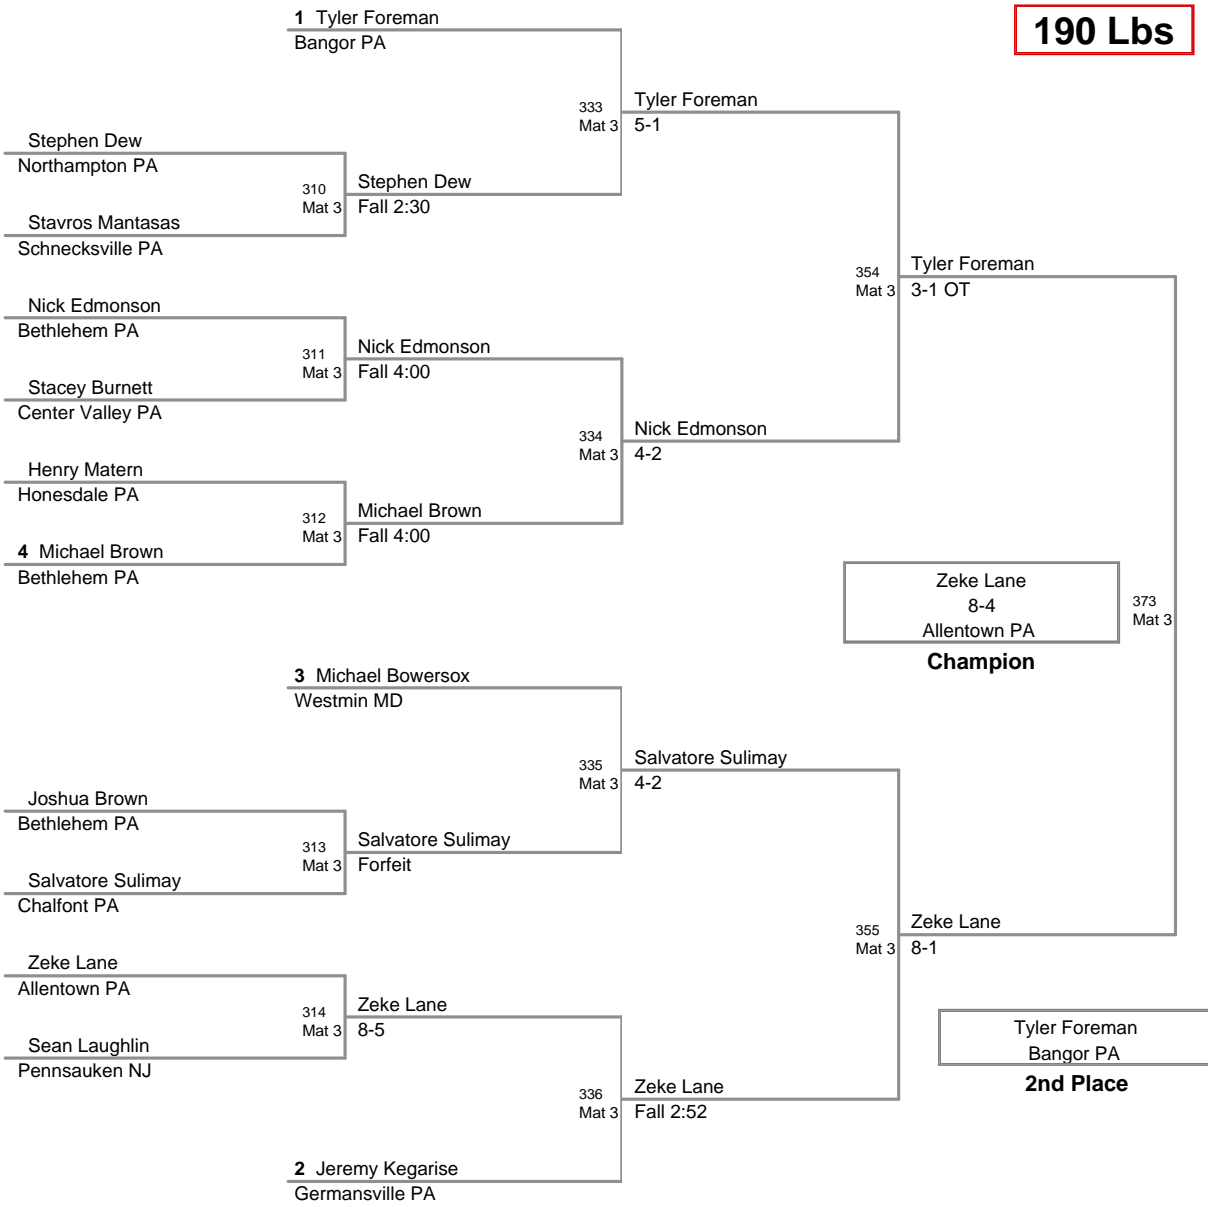 190 Lbs
1 Tyler Foreman
Bangor PA
333
Mat 3
Tyler Foreman
5-1
Stephen Dew
Northampton PA
310
Mat 3
Stephen Dew
Fall 2:30
Stavros Mantasas
Schnecksville PA
354
Mat 3
Tyler Foreman
3-1 OT
Nick Edmonson
Bethlehem PA
311
Mat 3
Nick Edmonson
Fall 4:00
Stacey Burnett
Center Valley PA
334
Mat 3
Nick Edmonson
4-2
Henry Matern
Honesdale PA
312
Mat 3
Michael Brown
Fall 4:00
4 Michael Brown
Bethlehem PA
Zeke Lane
8-4
Allentown PA
Champion
373
Mat 3
3 Michael Bowersox
Westmin MD
335
Mat 3
Salvatore Sulimay
4-2
Joshua Brown
Bethlehem PA
313
Mat 3
Salvatore Sulimay
Forfeit
Salvatore Sulimay
Chalfont PA
355
Mat 3
Zeke Lane
8-1
Zeke Lane
Allentown PA
314
Mat 3
Zeke Lane
8-5
Sean Laughlin
Pennsauken NJ
Tyler Foreman
Bangor PA
2nd Place
336
Mat 3
Zeke Lane
Fall 2:52
2 Jeremy Kegarise
Germansville PA